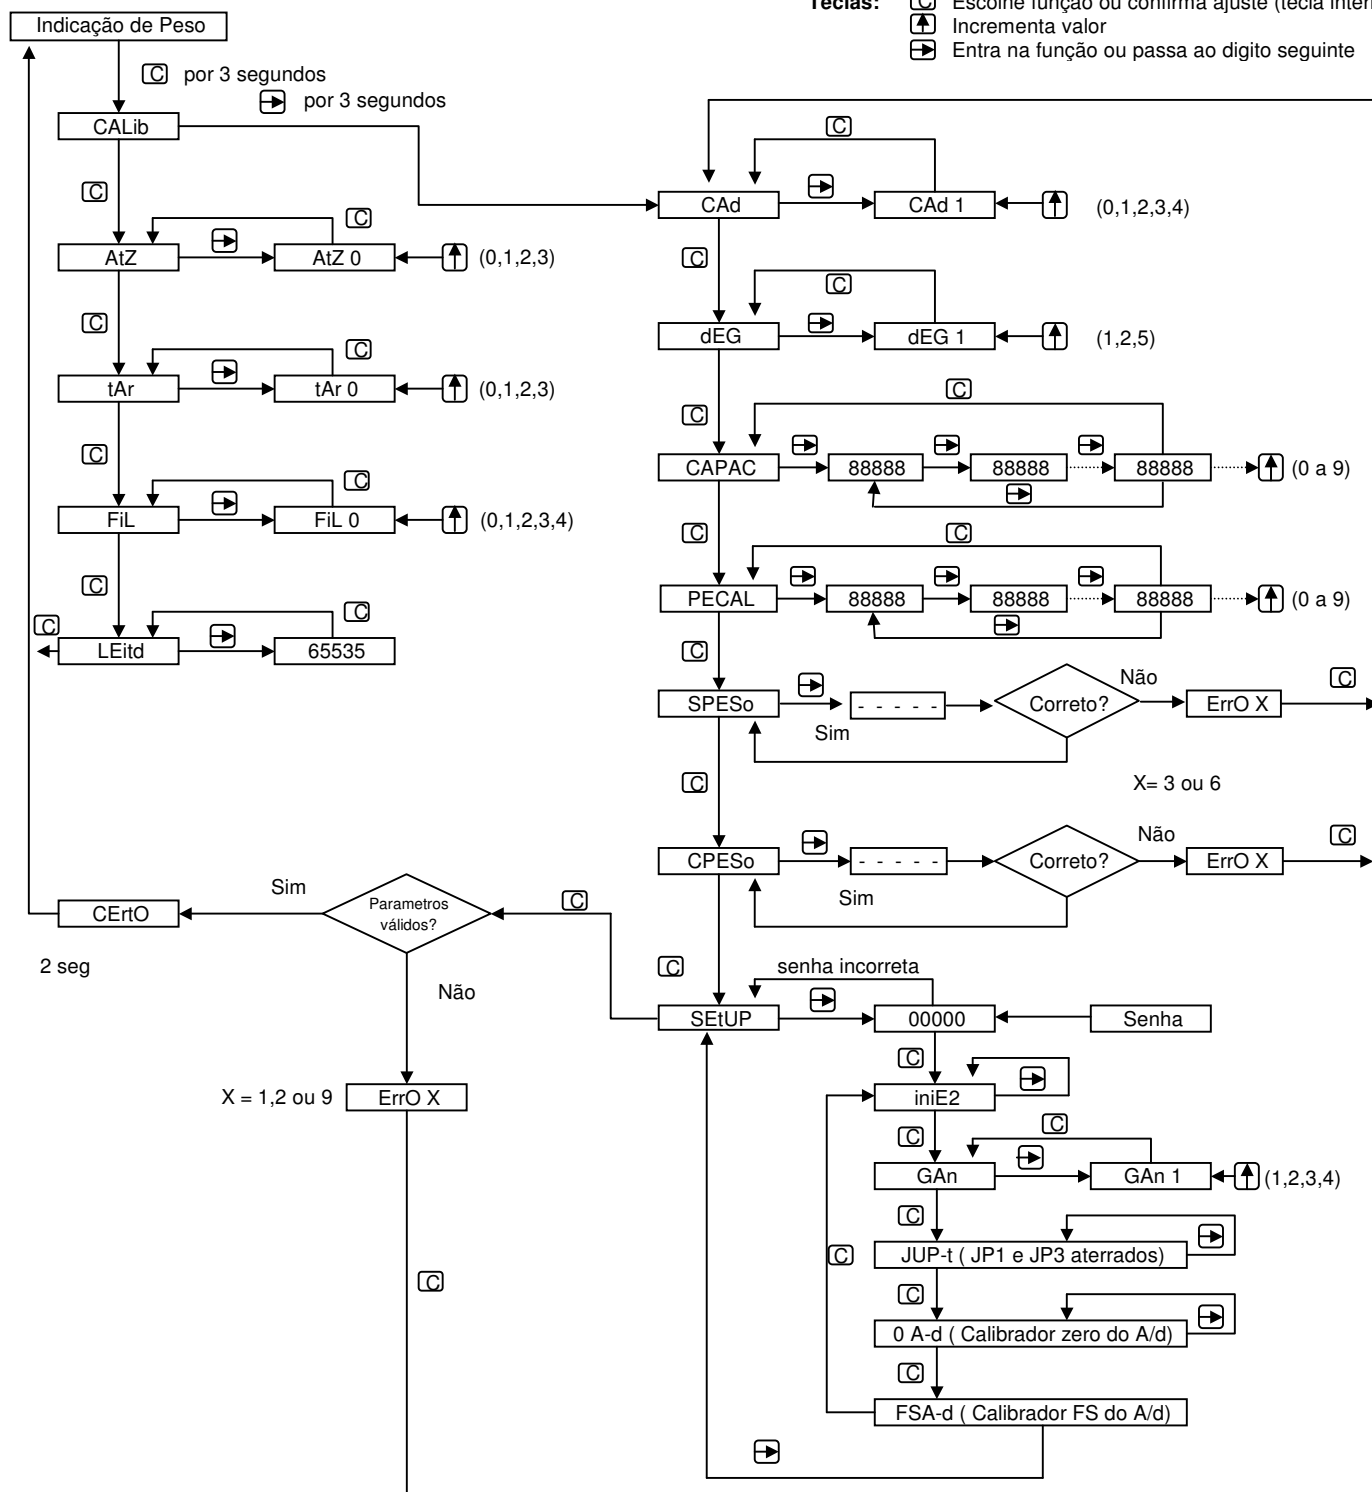 Teclas: C Escolhe função ou confirma ajuste (tecla inter
Incrementa valor
Entra na função ou passa ao digito seguinte
Indicação de Peso
C por 3 segundos
por 3 segundos
CALib
C
C
CAd
CAd 1
(0,1,2,3,4)
C
C
AtZ
AtZ 0
(0,1,2,3)
C
C
dEG
dEG 1
(1,2,5)
C
C
tAr
tAr 0
(0,1,2,3)
C
C
CAPAC
88888
88888
88888
(0 a 9)
C
C
FiL
FiL 0
(0,1,2,3,4)
C
C
PECAL
88888
88888
88888
(0 a 9)
C
C
C
LEitd
65535
C
SPESo
- - - - -
Sim
Correto?
Não
ErrO X
C
X= 3 ou 6
C
CPESo
- - - - -
Sim
Correto?
Não
ErrO X
C
CErtO
Sim
Parametros
válidos?
C
2 seg
Não
C
senha incorreta
SEtUP
00000
Senha
C
iniE2
X = 1,2 ou 9
ErrO X
C
C
GAn
GAn 1
(1,2,3,4)
C
JUP-t ( JP1 e JP3 aterrados)
C
C
C
0 A-d ( Calibrador zero do A/d)
C
FSA-d ( Calibrador FS do A/d)